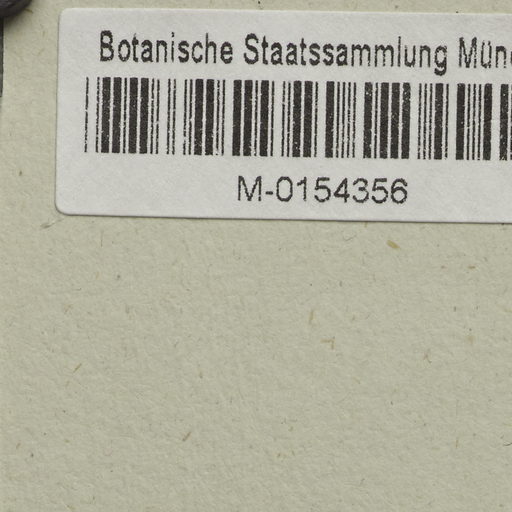 Botanische Staatssammlung Mün
M-0154356